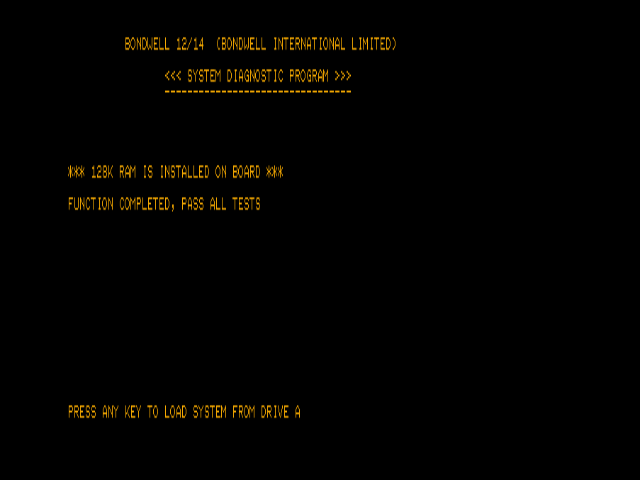 BONDWELL 12/14 (BONDWELL INTERNATIONAL LIMITED)
<<< SYSTEM DIAGNOSTIC PROGRAM >>>
---------------------------------
*** 128K RAM IS INSTALLED ON BOARD ***
FUNCTION COMPLETED, PASS ALL TESTS
PRESS ANY KEY TO LOAD SYSTEM FROM DRIVE A